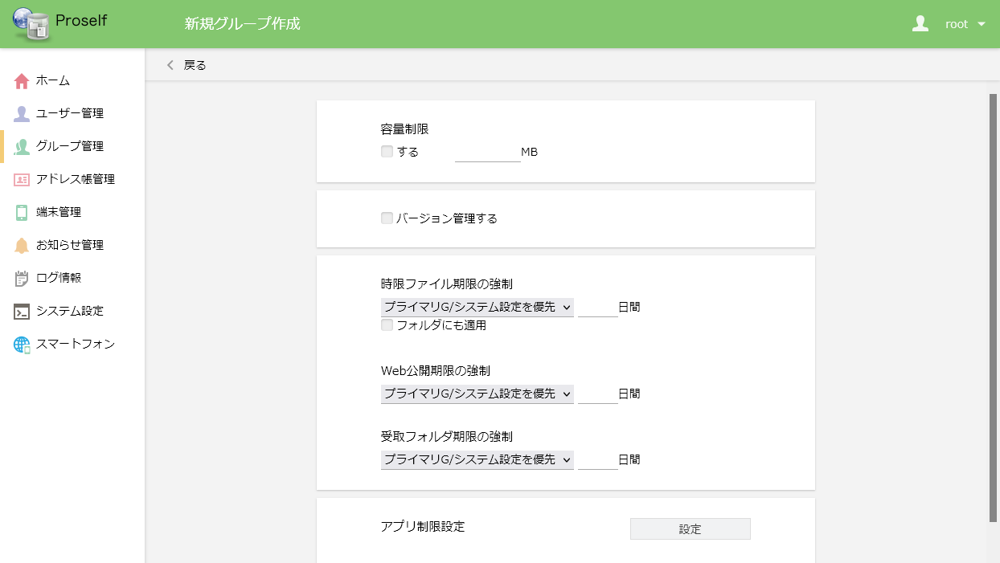 Proself
新規グループ作成
root
戻る
ホーム
ユーザー管理
グループ管理
アドレス帳管理
端末管理
お知らせ管理
ログ情報
システム設定
スマートフォン
容量制限
する MB
バージョン管理する
時限ファイル期限の強制
プライマリG/システム設定を優先 日間
フォルダにも適用
Web公開期限の強制
プライマリG/システム設定を優先 日間
受取フォルダ期限の強制
プライマリG/システム設定を優先 日間
アプリ制限設定 設定